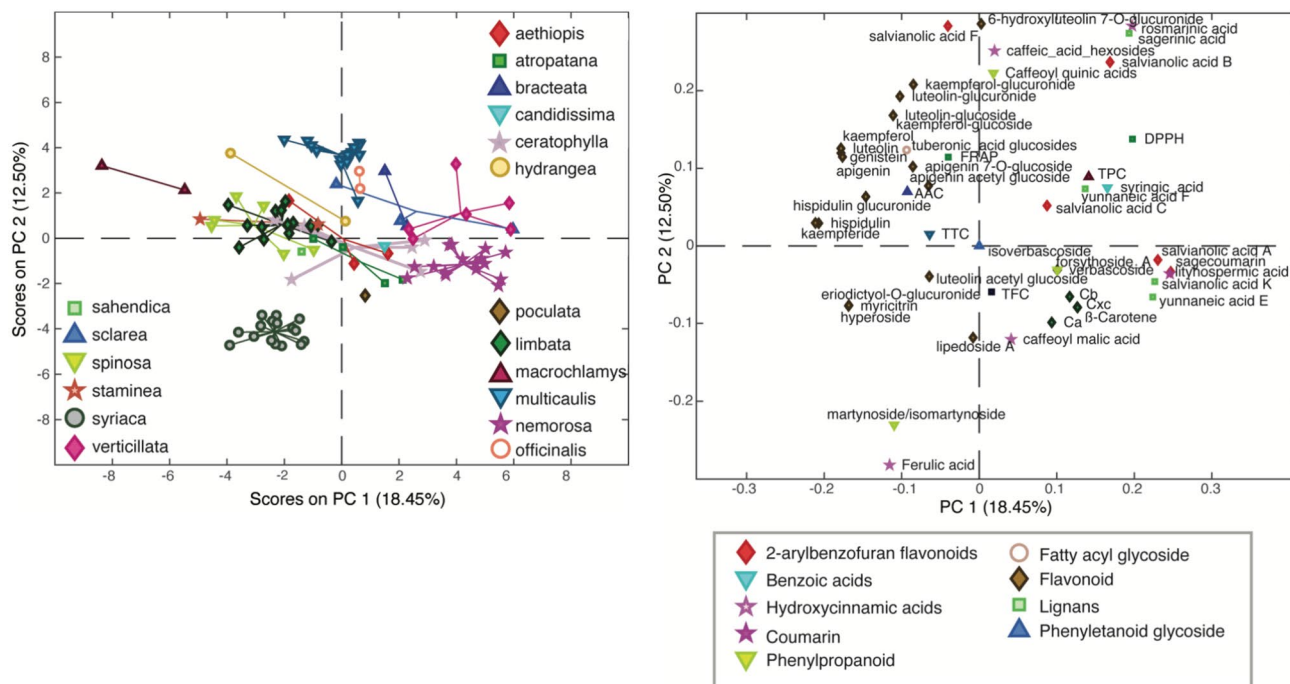 8
6
4
2
0
-2
-4
-6
-8
-8
-6
-4
-2
0
2
4
6
8
Scores on PC 2 (12.50%)
Scores on PC 1 (18.45%)
aethiopis
atropatana
bracteata
candidissima
ceratophylla
hydrangea
sahendica
sclarea
spinosa
staminea
syriaca
verticillata
poculata
limbata
macrochlamys
multicaulis
nemorosa
officinalis
PC 2 (12.50%)
0.2
0.1
0
-0.1
-0.2
-0.3
-0.2
-0.1
0
0.1
0.2
0.3
PC 1 (18.45%)
6-hydroxyluteolin 7-O-glucuronide
salvianolic acid F
rosmarinic acid
sagerinic acid
caffeic_acid_hexosides
salvianolic acid B
Caffeoyl quinic acids
kaempferol-glucuronide
luteolin-glucuronide
luteolin-glucoside
kaempferol-glucoside
kaempferol
DPPH
luteolin
tuberonic acid glucosides
genistein
FRAP
apigenin
apigenin 7-O-glucoside
apigenin acetyl glucoside
TPC
AAC
syringic_acid
yunnaneic acid F
hispidulin glucuronide
salvianolic acid C
hispidulin
kaempferide
TTC
isoverbascoside
salvianolic acid A
forsythoside_A
sagecoumarin
verbascoside
lithospermic acid
luteolin acetyl glucoside
salvianolic acid K
eriodictyol-O-glucuronide
TFC
Cb
yunnaneic acid E
myricitrin
Cxc
hyperoside
Ca
ß-Carotene
lipedoside A
caffeoyl malic acid
martynoside/isomartynoside
Ferulic acid
2-arylbenzofuran flavonoids
Benzoic acids
Hydroxycinnamic acids
Coumarin
Phenylpropanoid
Fatty acyl glycoside
Flavonoid
Lignans
Phenyletanoid glycoside